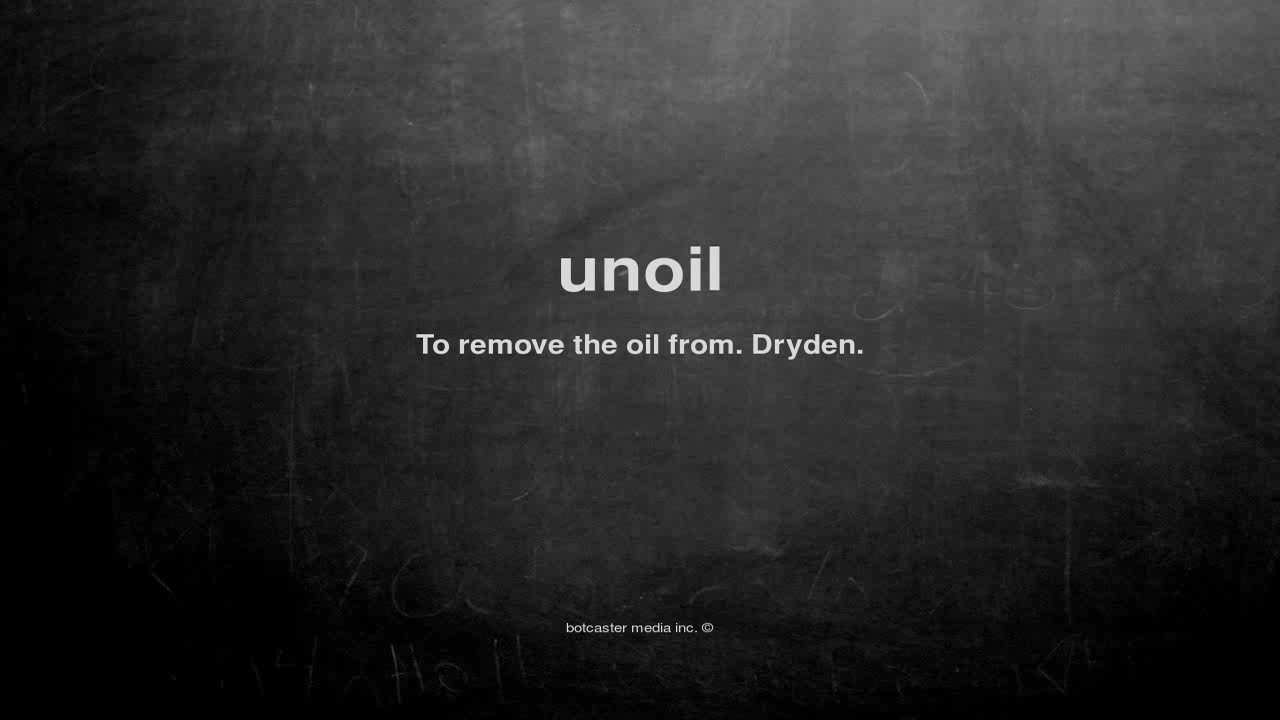 unoil
To remove the oil from. Dryden.
botcaster media inc. ©